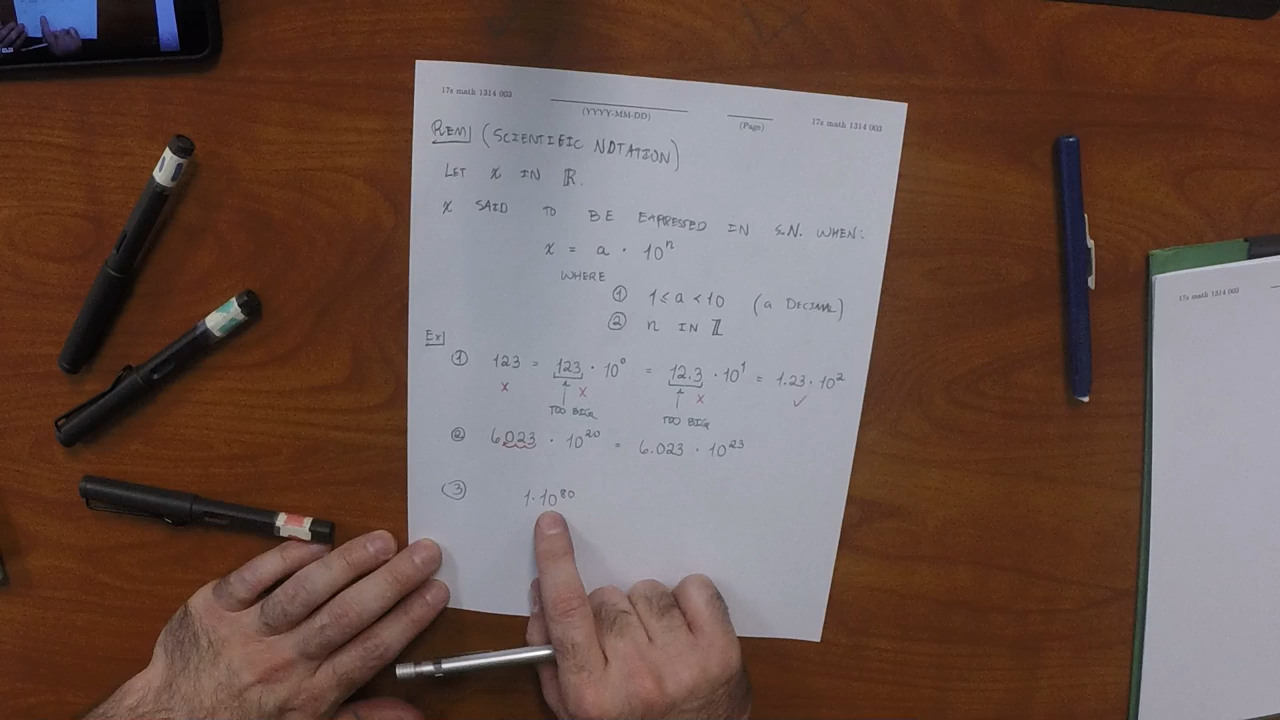 17s math 1314 003
(YYYY-MM-DD)
(Page)
17s math 1314 003
REM (SCIENTIFIC NOTATION)
LET x IN ℝ.
x SAID TO BE EXPRESSED IN S.N. WHEN:
x = a · 10ⁿ
WHERE
① 1 ≤ a < 10 (a DECIMAL)
② n IN ℤ
Ex
① 123 = 123 · 10⁰ = 12.3 · 10¹ = 1.23 · 10²
x x x ✓
TOO BIG TOO BIG
② 6023 · 10²⁰ = 6.023 · 10²³
③ 1 · 10⁸⁰
17s math 1314 003